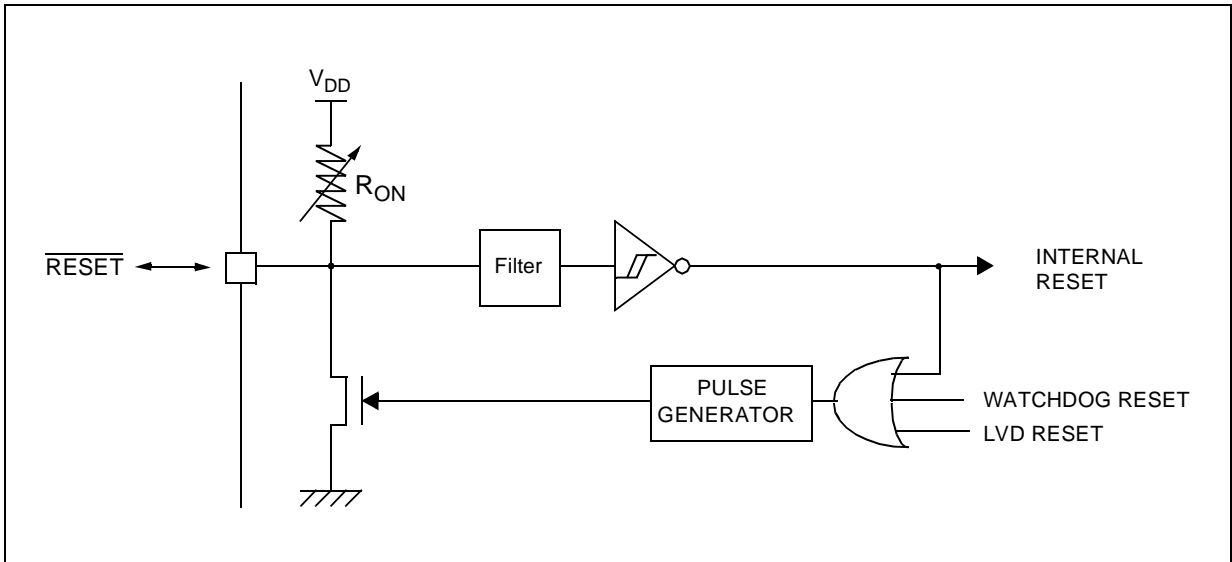 VDD
RON
RESET
Filter
INTERNAL
RESET
PULSE
GENERATOR
WATCHDOG RESET
LVD RESET